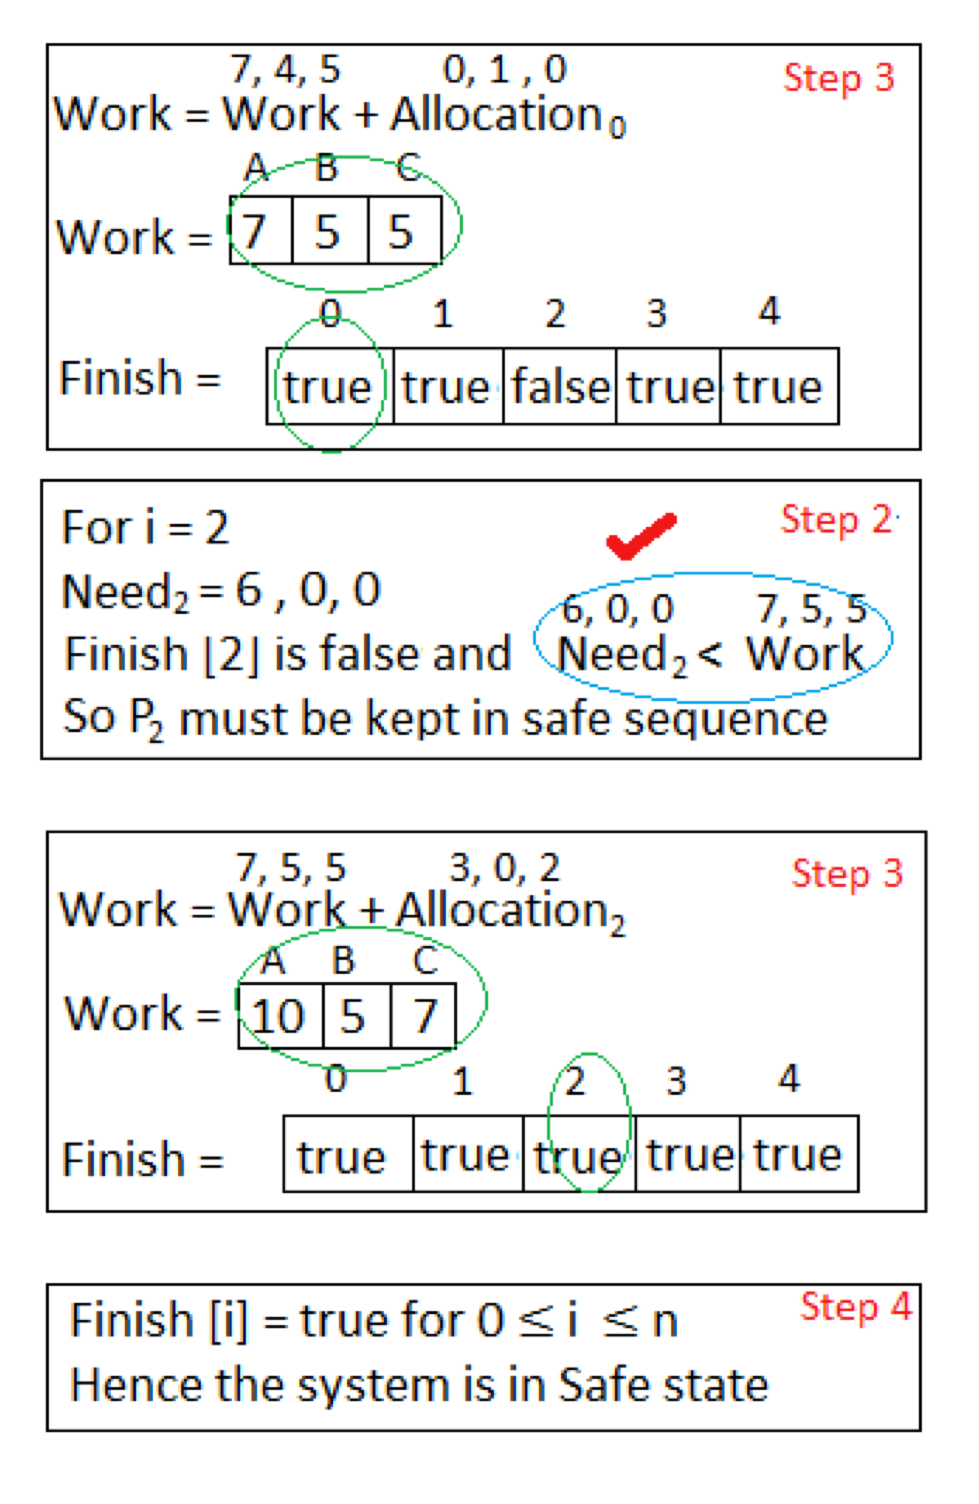 7, 4, 5 0, 1 , 0 Step 3
Work = Work + Allocation₀
A B C
Work = 7 5 5
0 1 2 3 4
Finish = true true false true true
For i = 2 Step 2
Need₂ = 6 , 0, 0
6, 0, 0 7, 5, 5
Finish ⌊2⌋ is false and Need₂ < Work
So P₂ must be kept in safe sequence
7, 5, 5 3, 0, 2 Step 3
Work = Work + Allocation₂
A B C
Work = 10 5 7
0 1 2 3 4
Finish = true true true true true
Finish [i] = true for 0 ≤ i ≤ n Step 4
Hence the system is in Safe state